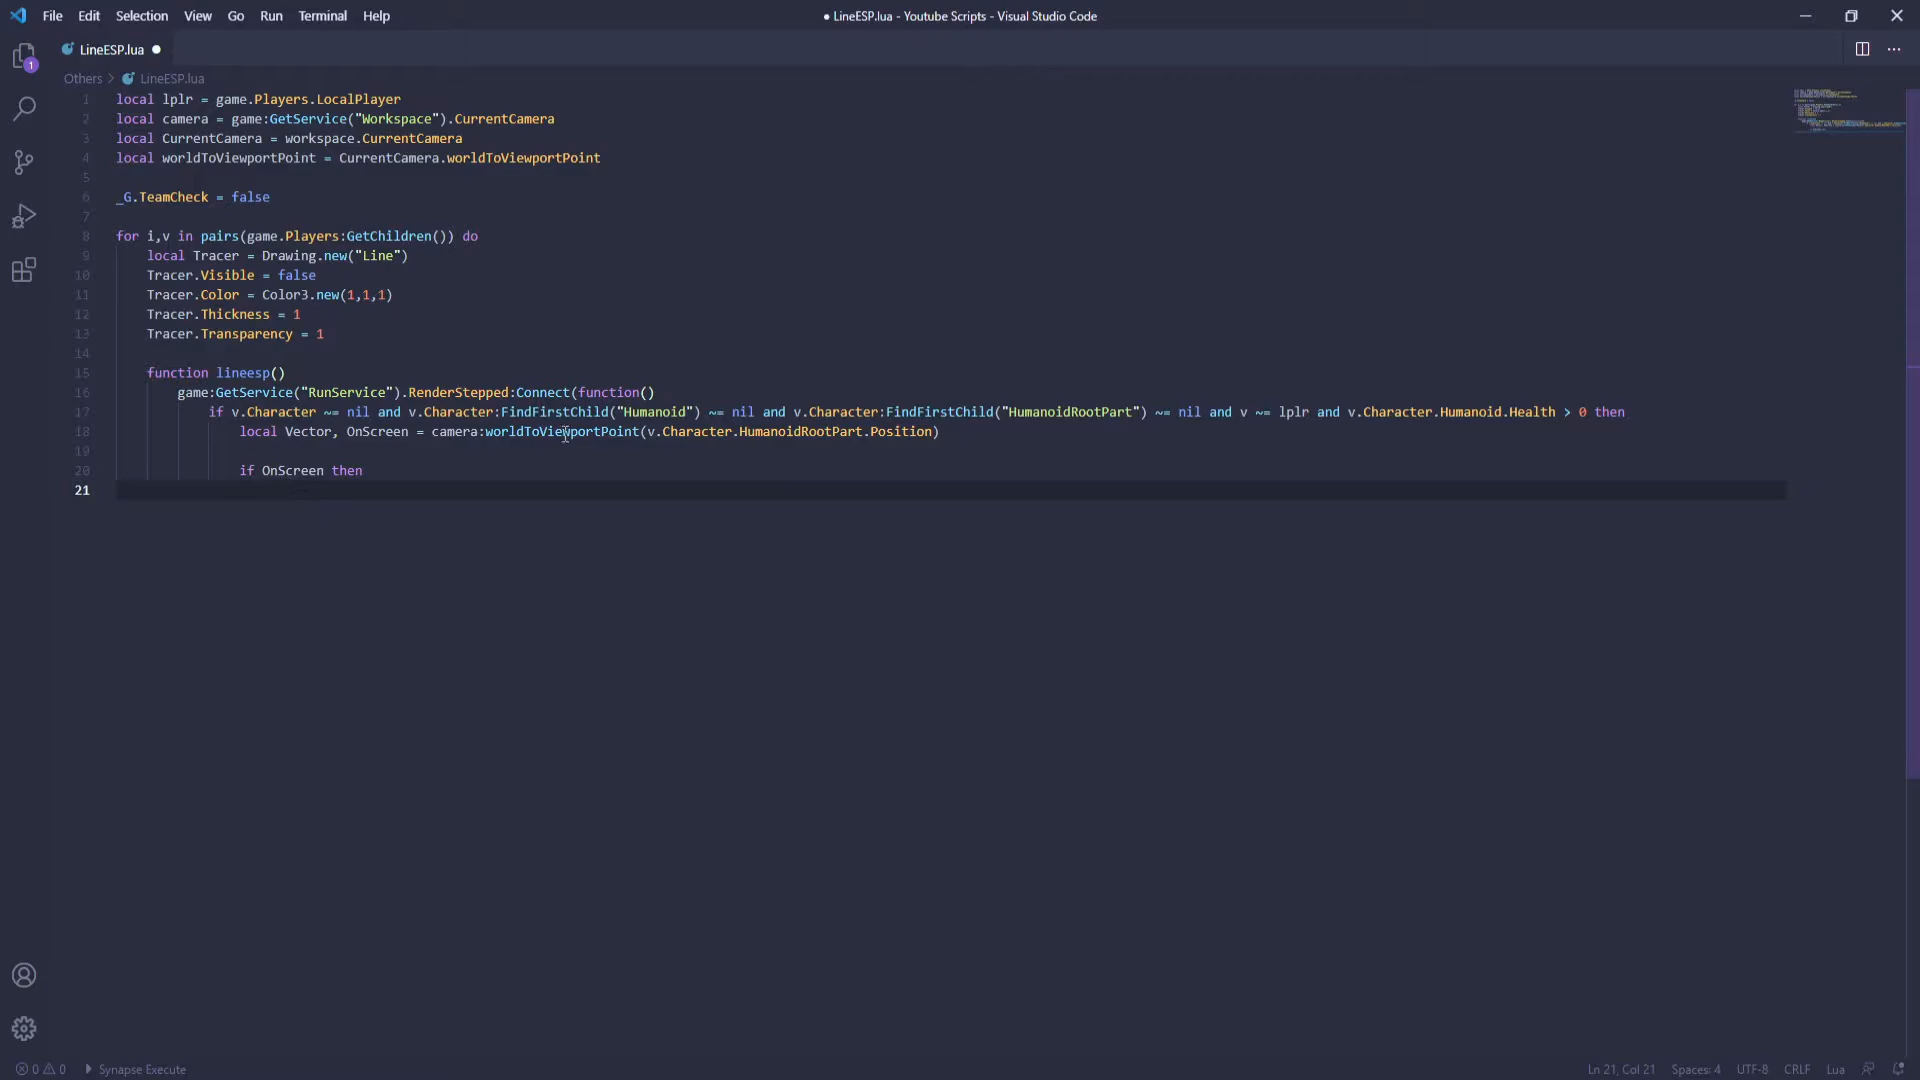 File Edit Selection View Go Run Terminal Help
● LineESP.lua - Youtube Scripts - Visual Studio Code
LineESP.lua ●
1
Others > LineESP.lua
1 local lplr = game.Players.LocalPlayer
2 local camera = game:GetService("Workspace").CurrentCamera
3 local CurrentCamera = workspace.CurrentCamera
4 local worldToViewportPoint = CurrentCamera.worldToViewportPoint
5
6 _G.TeamCheck = false
7
8 for i,v in pairs(game.Players:GetChildren()) do
9     local Tracer = Drawing.new("Line")
10     Tracer.Visible = false
11     Tracer.Color = Color3.new(1,1,1)
12     Tracer.Thickness = 1
13     Tracer.Transparency = 1
14
15     function lineesp()
16         game:GetService("RunService").RenderStepped:Connect(function()
17             if v.Character ~= nil and v.Character:FindFirstChild("Humanoid") ~= nil and v.Character:FindFirstChild("HumanoidRootPart") ~= nil and v ~= lplr and v.Character.Humanoid.Health > 0 then
18                 local Vector, OnScreen = camera:worldToViewportPoint(v.Character.HumanoidRootPart.Position)
19
20                 if OnScreen then
21
0 0 Synapse Execute
Ln 21, Col 21 Spaces: 4 UTF-8 CRLF Lua